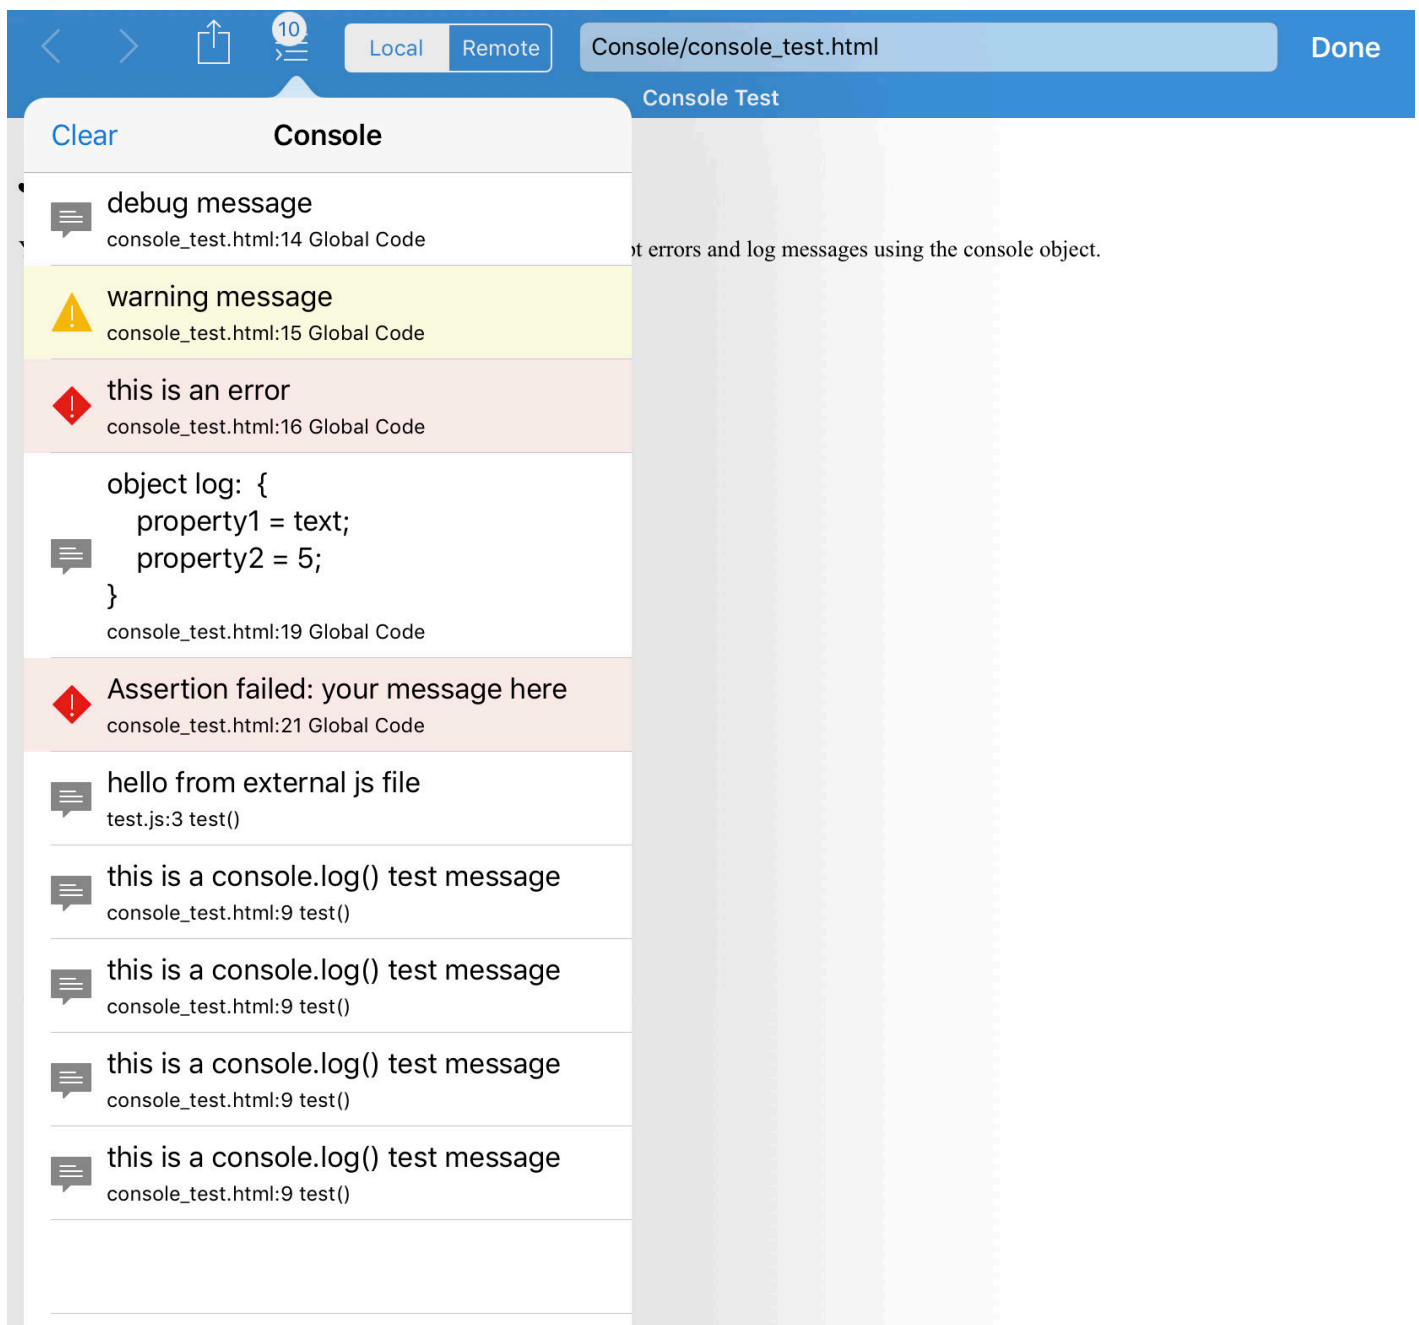 10
Local
Remote
Console/console_test.html
Done
Console Test
Clear
Console
debug message
console_test.html:14 Global Code
errors and log messages using the console object.
warning message
console_test.html:15 Global Code
this is an error
console_test.html:16 Global Code
object log:  {
property1 = text;
property2 = 5;
}
console_test.html:19 Global Code
Assertion failed: your message here
console_test.html:21 Global Code
hello from external js file
test.js:3 test()
this is a console.log() test message
console_test.html:9 test()
this is a console.log() test message
console_test.html:9 test()
this is a console.log() test message
console_test.html:9 test()
this is a console.log() test message
console_test.html:9 test()